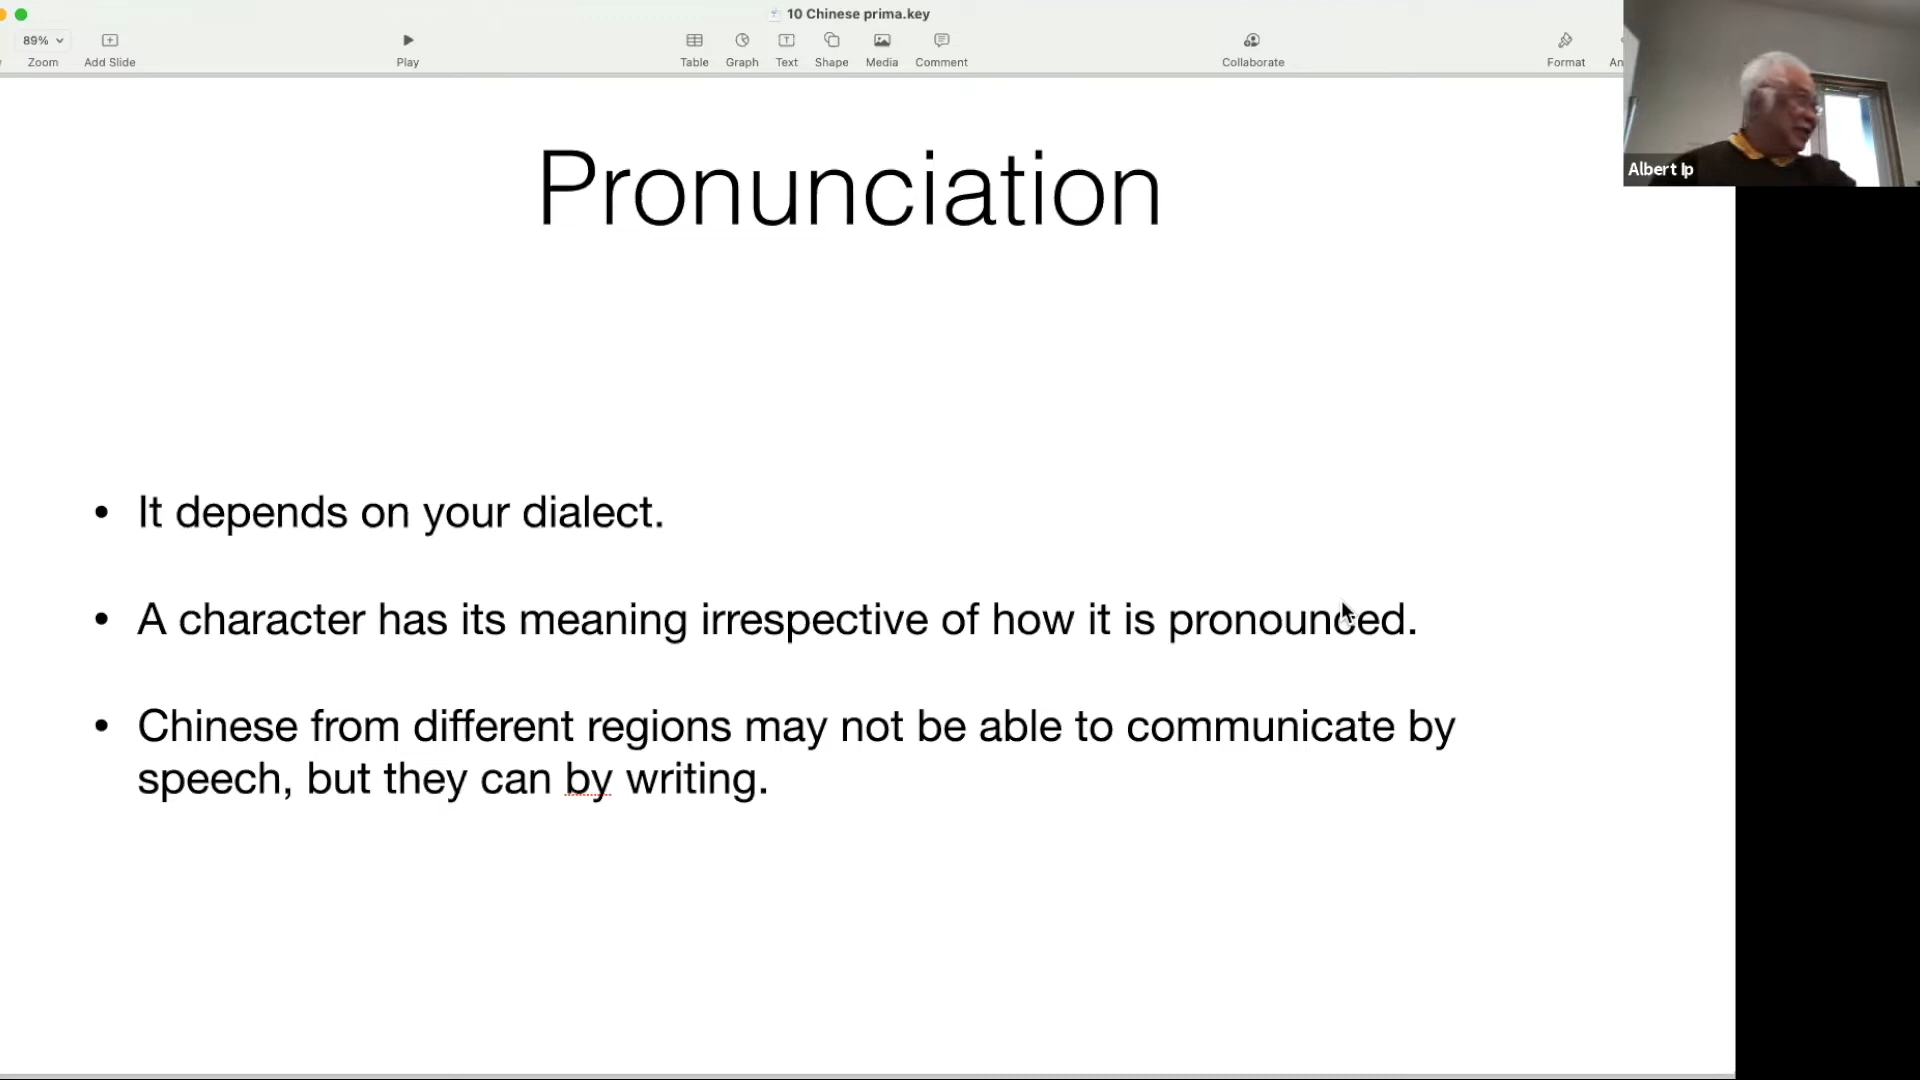 10 Chinese prima.key
89%
Zoom
Add Slide
Play
Table
Graph
Text
Shape
Media
Comment
Collaborate
Format
An
Albert Ip
Pronunciation
• It depends on your dialect.
• A character has its meaning irrespective of how it is pronounced.
• Chinese from different regions may not be able to communicate by
speech, but they can by writing.